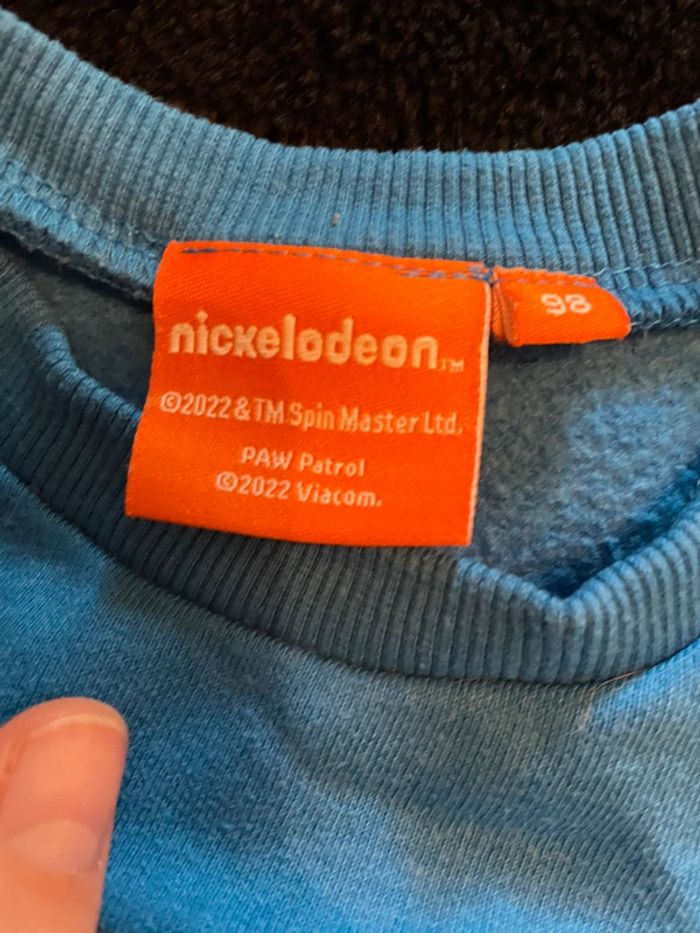 nickelodeon™
98
©2022 & TM Spin Master Ltd.
PAW Patrol
©2022 Viacom.